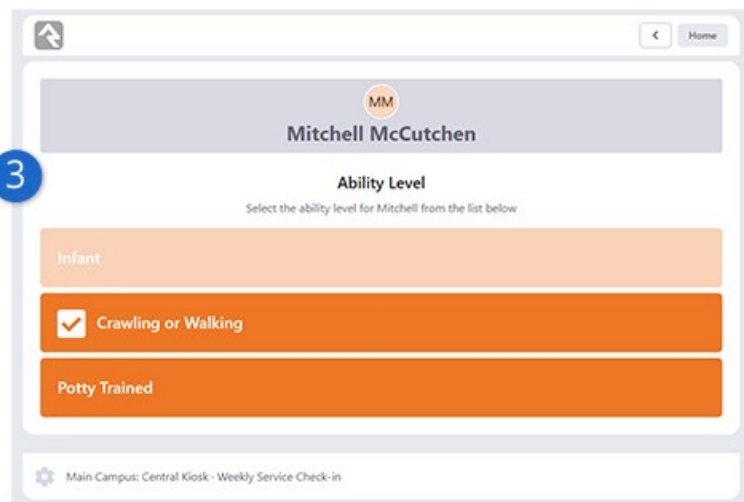 Home
MM
Mitchell McCutchen
3
Ability Level
Select the ability level for Mitchell from the list below
Infant
Crawling or Walking
Potty Trained
Main Campus: Central Kiosk - Weekly Service Check-in